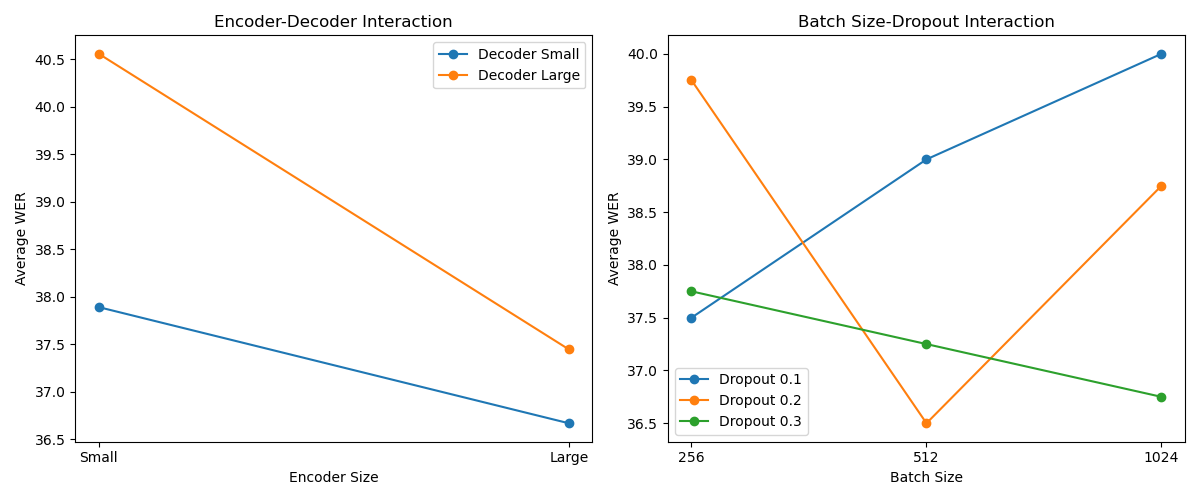 Encoder-Decoder Interaction
Decoder Small
Decoder Large
40.5
40.0
39.5
39.0
38.5
38.0
37.5
37.0
36.5
Average WER
Small
Large
Encoder Size
Batch Size-Dropout Interaction
40.0
39.5
39.0
38.5
38.0
37.5
37.0
36.5
Average WER
Dropout 0.1
Dropout 0.2
Dropout 0.3
256
512
1024
Batch Size